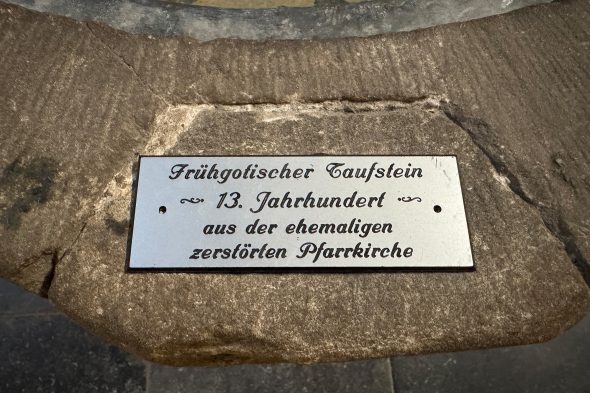 Frühgotischer Taufstein
~ 13. Jahrhundert ~
aus der ehemaligen
zerstörten Pfarrkirche